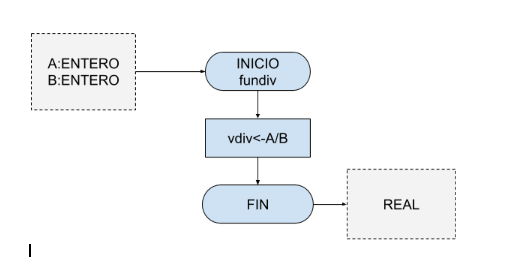 A:ENTERO
B:ENTERO
INICIO
fundiv
vdiv<-A/B
FIN
REAL